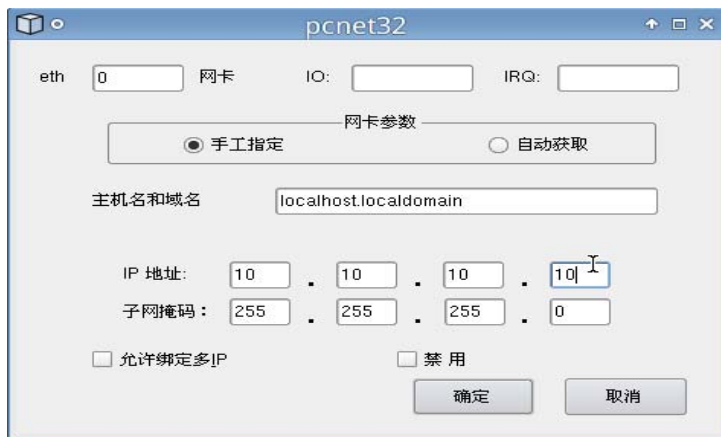 pcnet32
eth 0 网卡 IO: IRQ:
网卡参数
手工指定 自动获取
主机名和域名 localhost.localdomain
IP 地址: 10 . 10 . 10 . 10
子网掩码： 255 . 255 . 255 . 0
允许绑定多IP 禁用
确定 取消